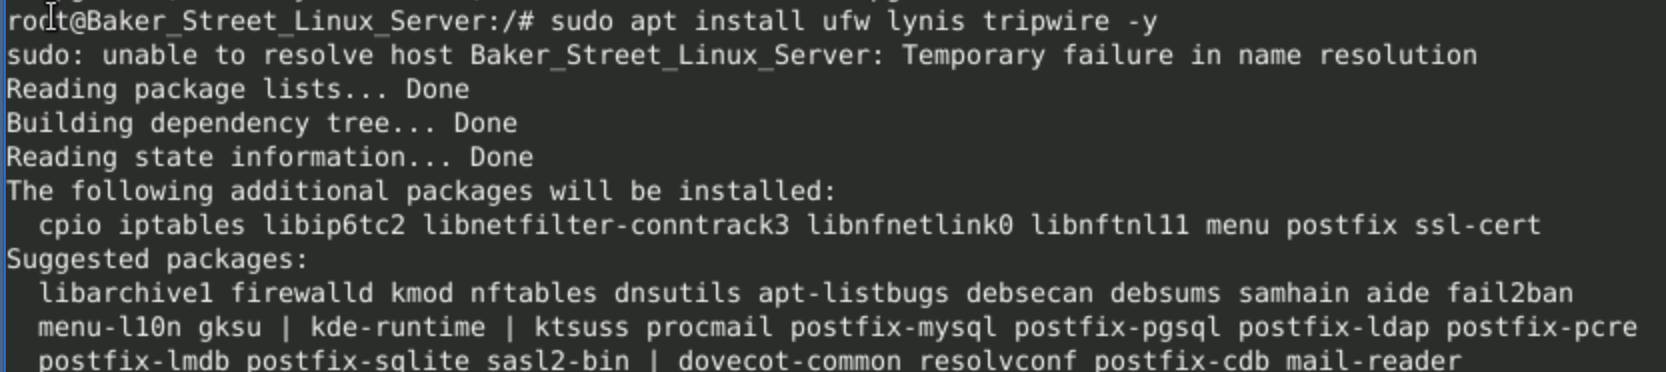 root@Baker_Street_Linux_Server:/# sudo apt install ufw lynis tripwire -y
sudo: unable to resolve host Baker_Street_Linux_Server: Temporary failure in name resolution
Reading package lists... Done
Building dependency tree... Done
Reading state information... Done
The following additional packages will be installed:
  cpio iptables libip6tc2 libnetfilter-conntrack3 libnfnetlink0 libnftnl11 menu postfix ssl-cert
Suggested packages:
  libarchive1 firewalld kmod nftables dnsutils apt-listbugs debsecan debsums samhain aide fail2ban
  menu-l10n gksu | kde-runtime | ktsuss procmail postfix-mysql postfix-pgsql postfix-ldap postfix-pcre
  postfix-lmdb postfix-sqlite sasl2-bin | dovecot-common resolvconf postfix-cdb mail-reader